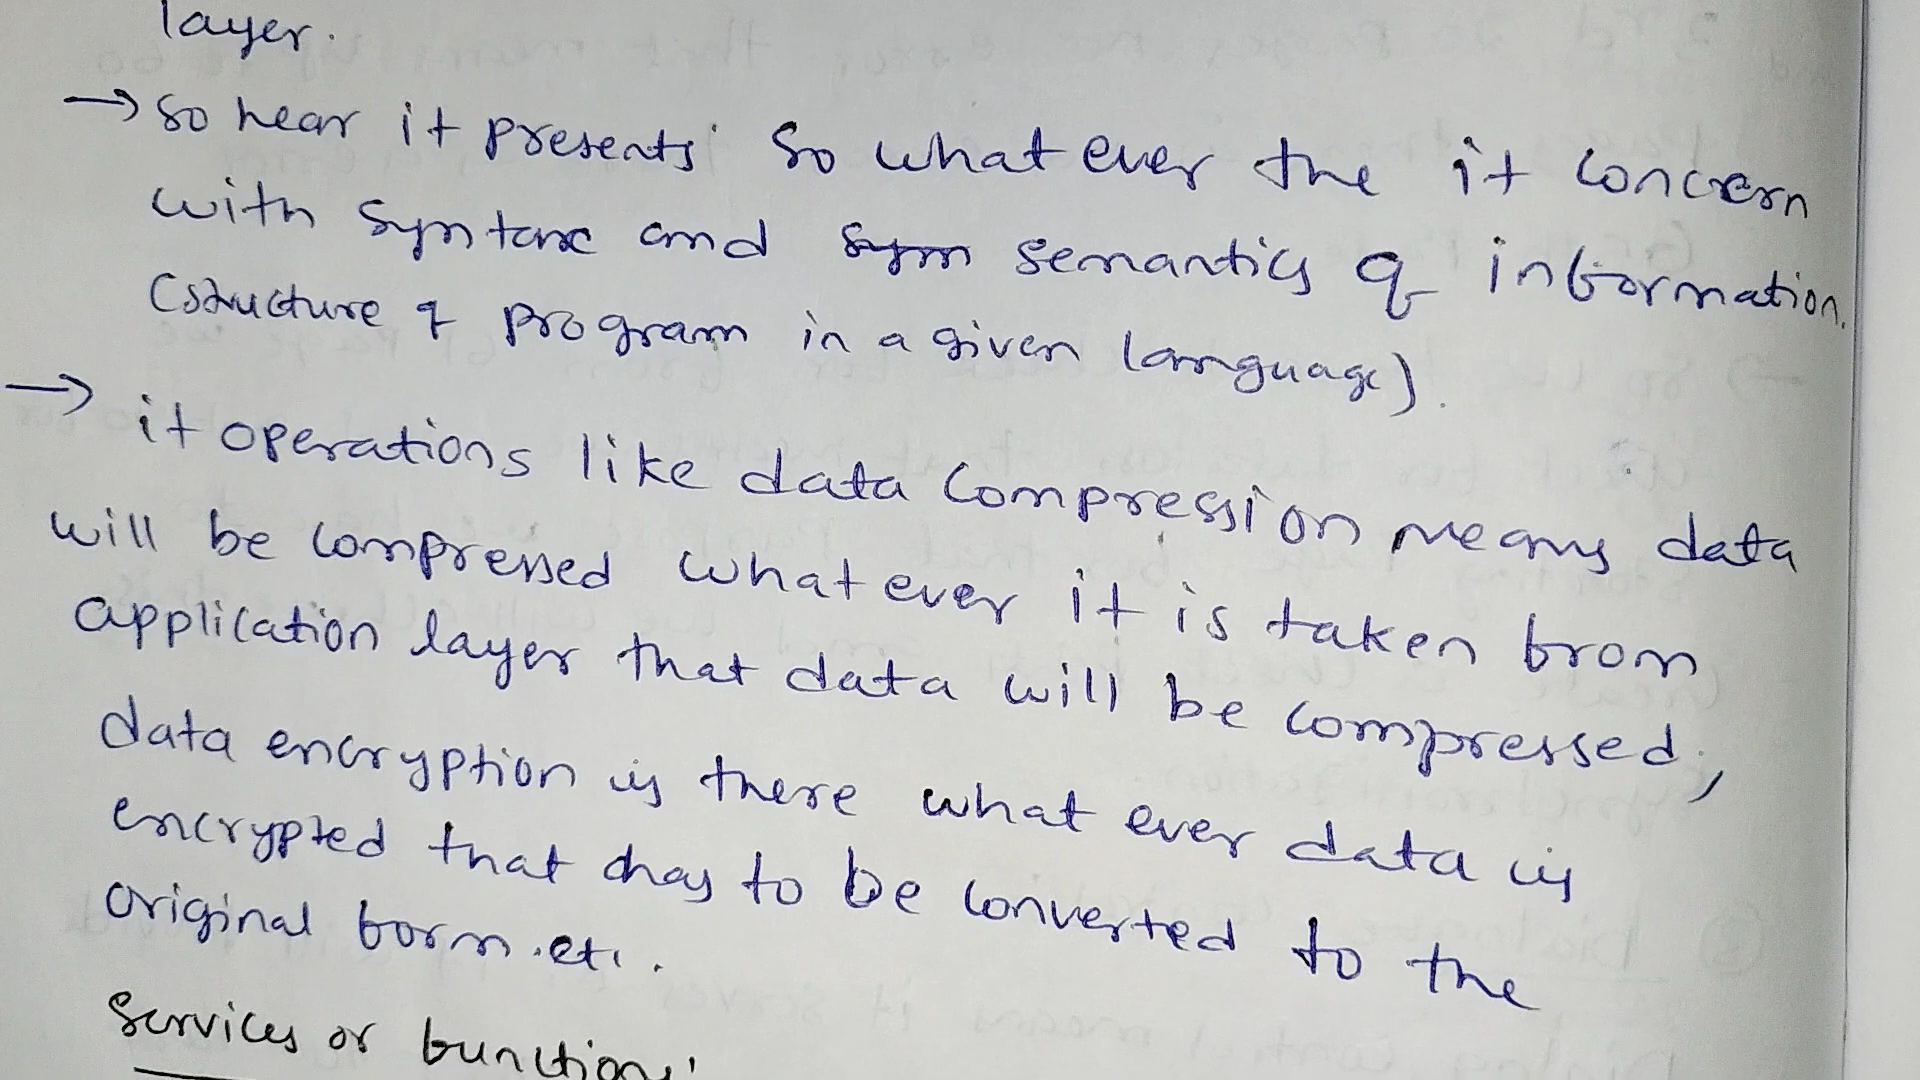 layer.
→ so hear it presents so what ever the it concern
with syntax and sym semantics of information.
(structure of program in a given language).
→ it operations like data compression means data
will be compressed what ever it is taken from
application layer that data will be compressed,
data encryption is there what ever data is
encrypted that has to be converted to the
original form.etc.
Services or functions: